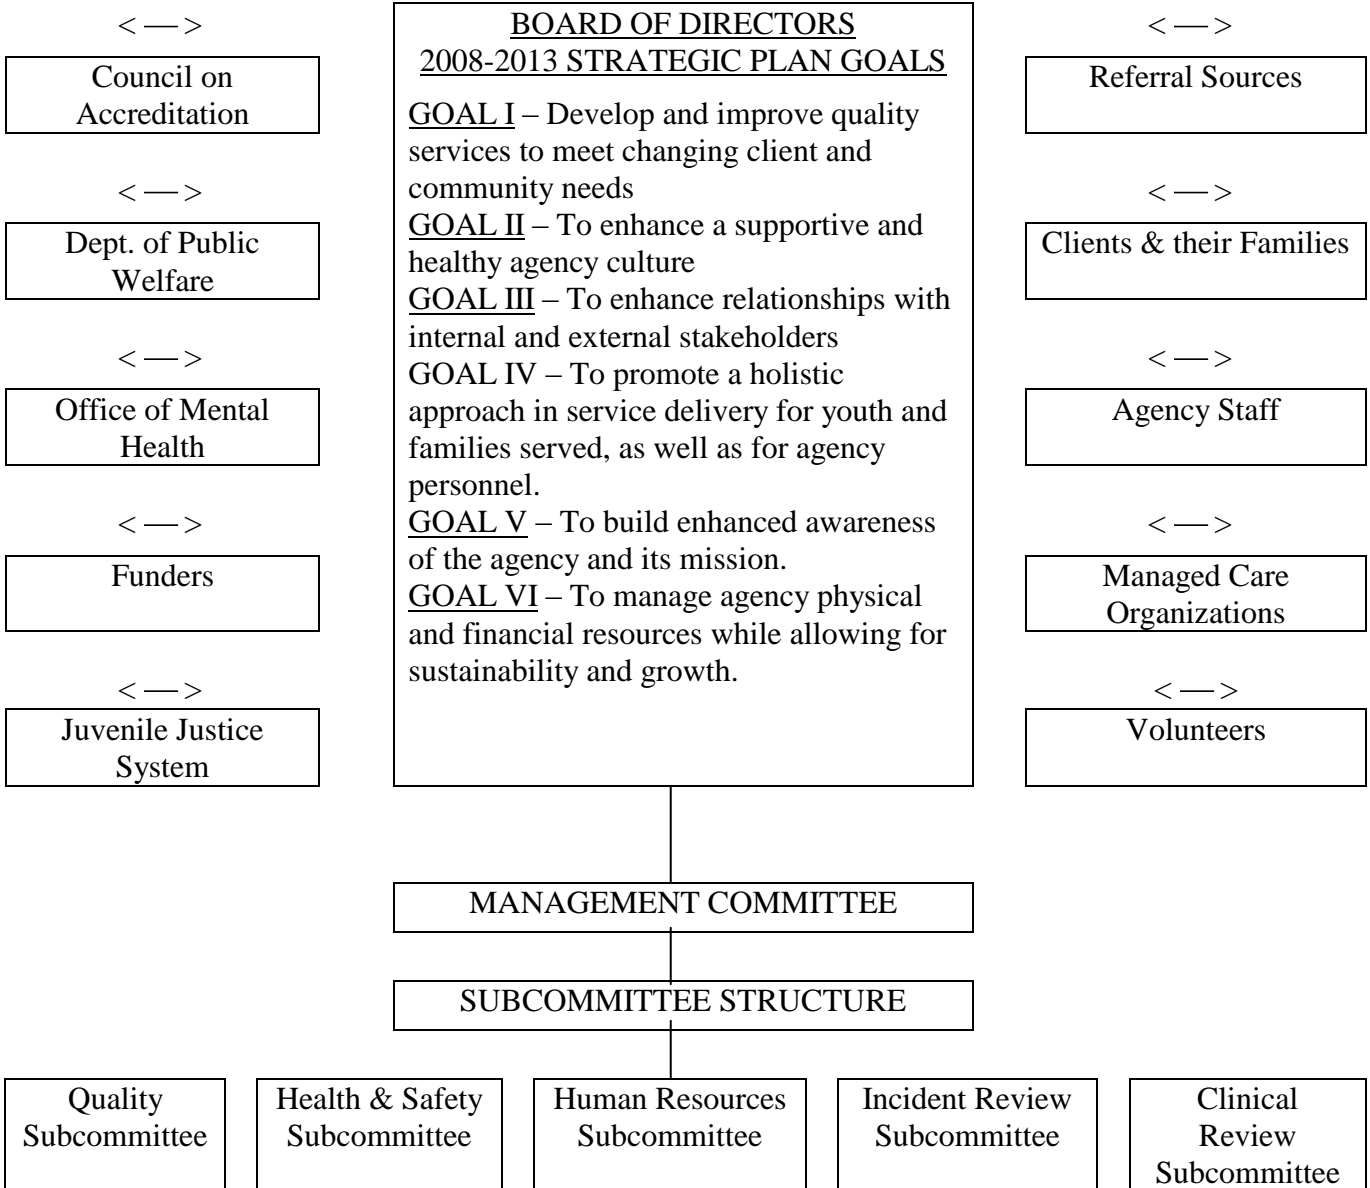 < — >
Council on
Accreditation
< — >
Dept. of Public
Welfare
< — >
Office of Mental
Health
< — >
Funders
< — >
Juvenile Justice
System
BOARD OF DIRECTORS
2008-2013 STRATEGIC PLAN GOALS
GOAL I – Develop and improve quality
services to meet changing client and
community needs
GOAL II – To enhance a supportive and
healthy agency culture
GOAL III – To enhance relationships with
internal and external stakeholders
GOAL IV – To promote a holistic
approach in service delivery for youth and
families served, as well as for agency
personnel.
GOAL V – To build enhanced awareness
of the agency and its mission.
GOAL VI – To manage agency physical
and financial resources while allowing for
sustainability and growth.
< — >
Referral Sources
< — >
Clients & their Families
< — >
Agency Staff
< — >
Managed Care
Organizations
< — >
Volunteers
MANAGEMENT COMMITTEE
SUBCOMMITTEE STRUCTURE
Quality
Subcommittee
Health & Safety
Subcommittee
Human Resources
Subcommittee
Incident Review
Subcommittee
Clinical
Review
Subcommittee